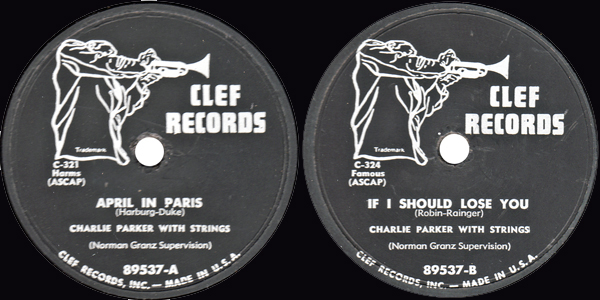 CLEF
RECORDS
Trademark
C-321
Harms
(ASCAP)
APRIL IN PARIS
(Harburg-Duke)
CHARLIE PARKER WITH STRINGS
(Norman Granz Supervision)
89537-A
CLEF RECORDS, INC. — MADE IN U.S.A.
CLEF
RECORDS
Trademark
C-324
Famous
(ASCAP)
IF I SHOULD LOSE YOU
(Robin-Rainger)
CHARLIE PARKER WITH STRINGS
(Norman Granz Supervision)
89537-B
CLEF RECORDS, INC. — MADE IN U.S.A.